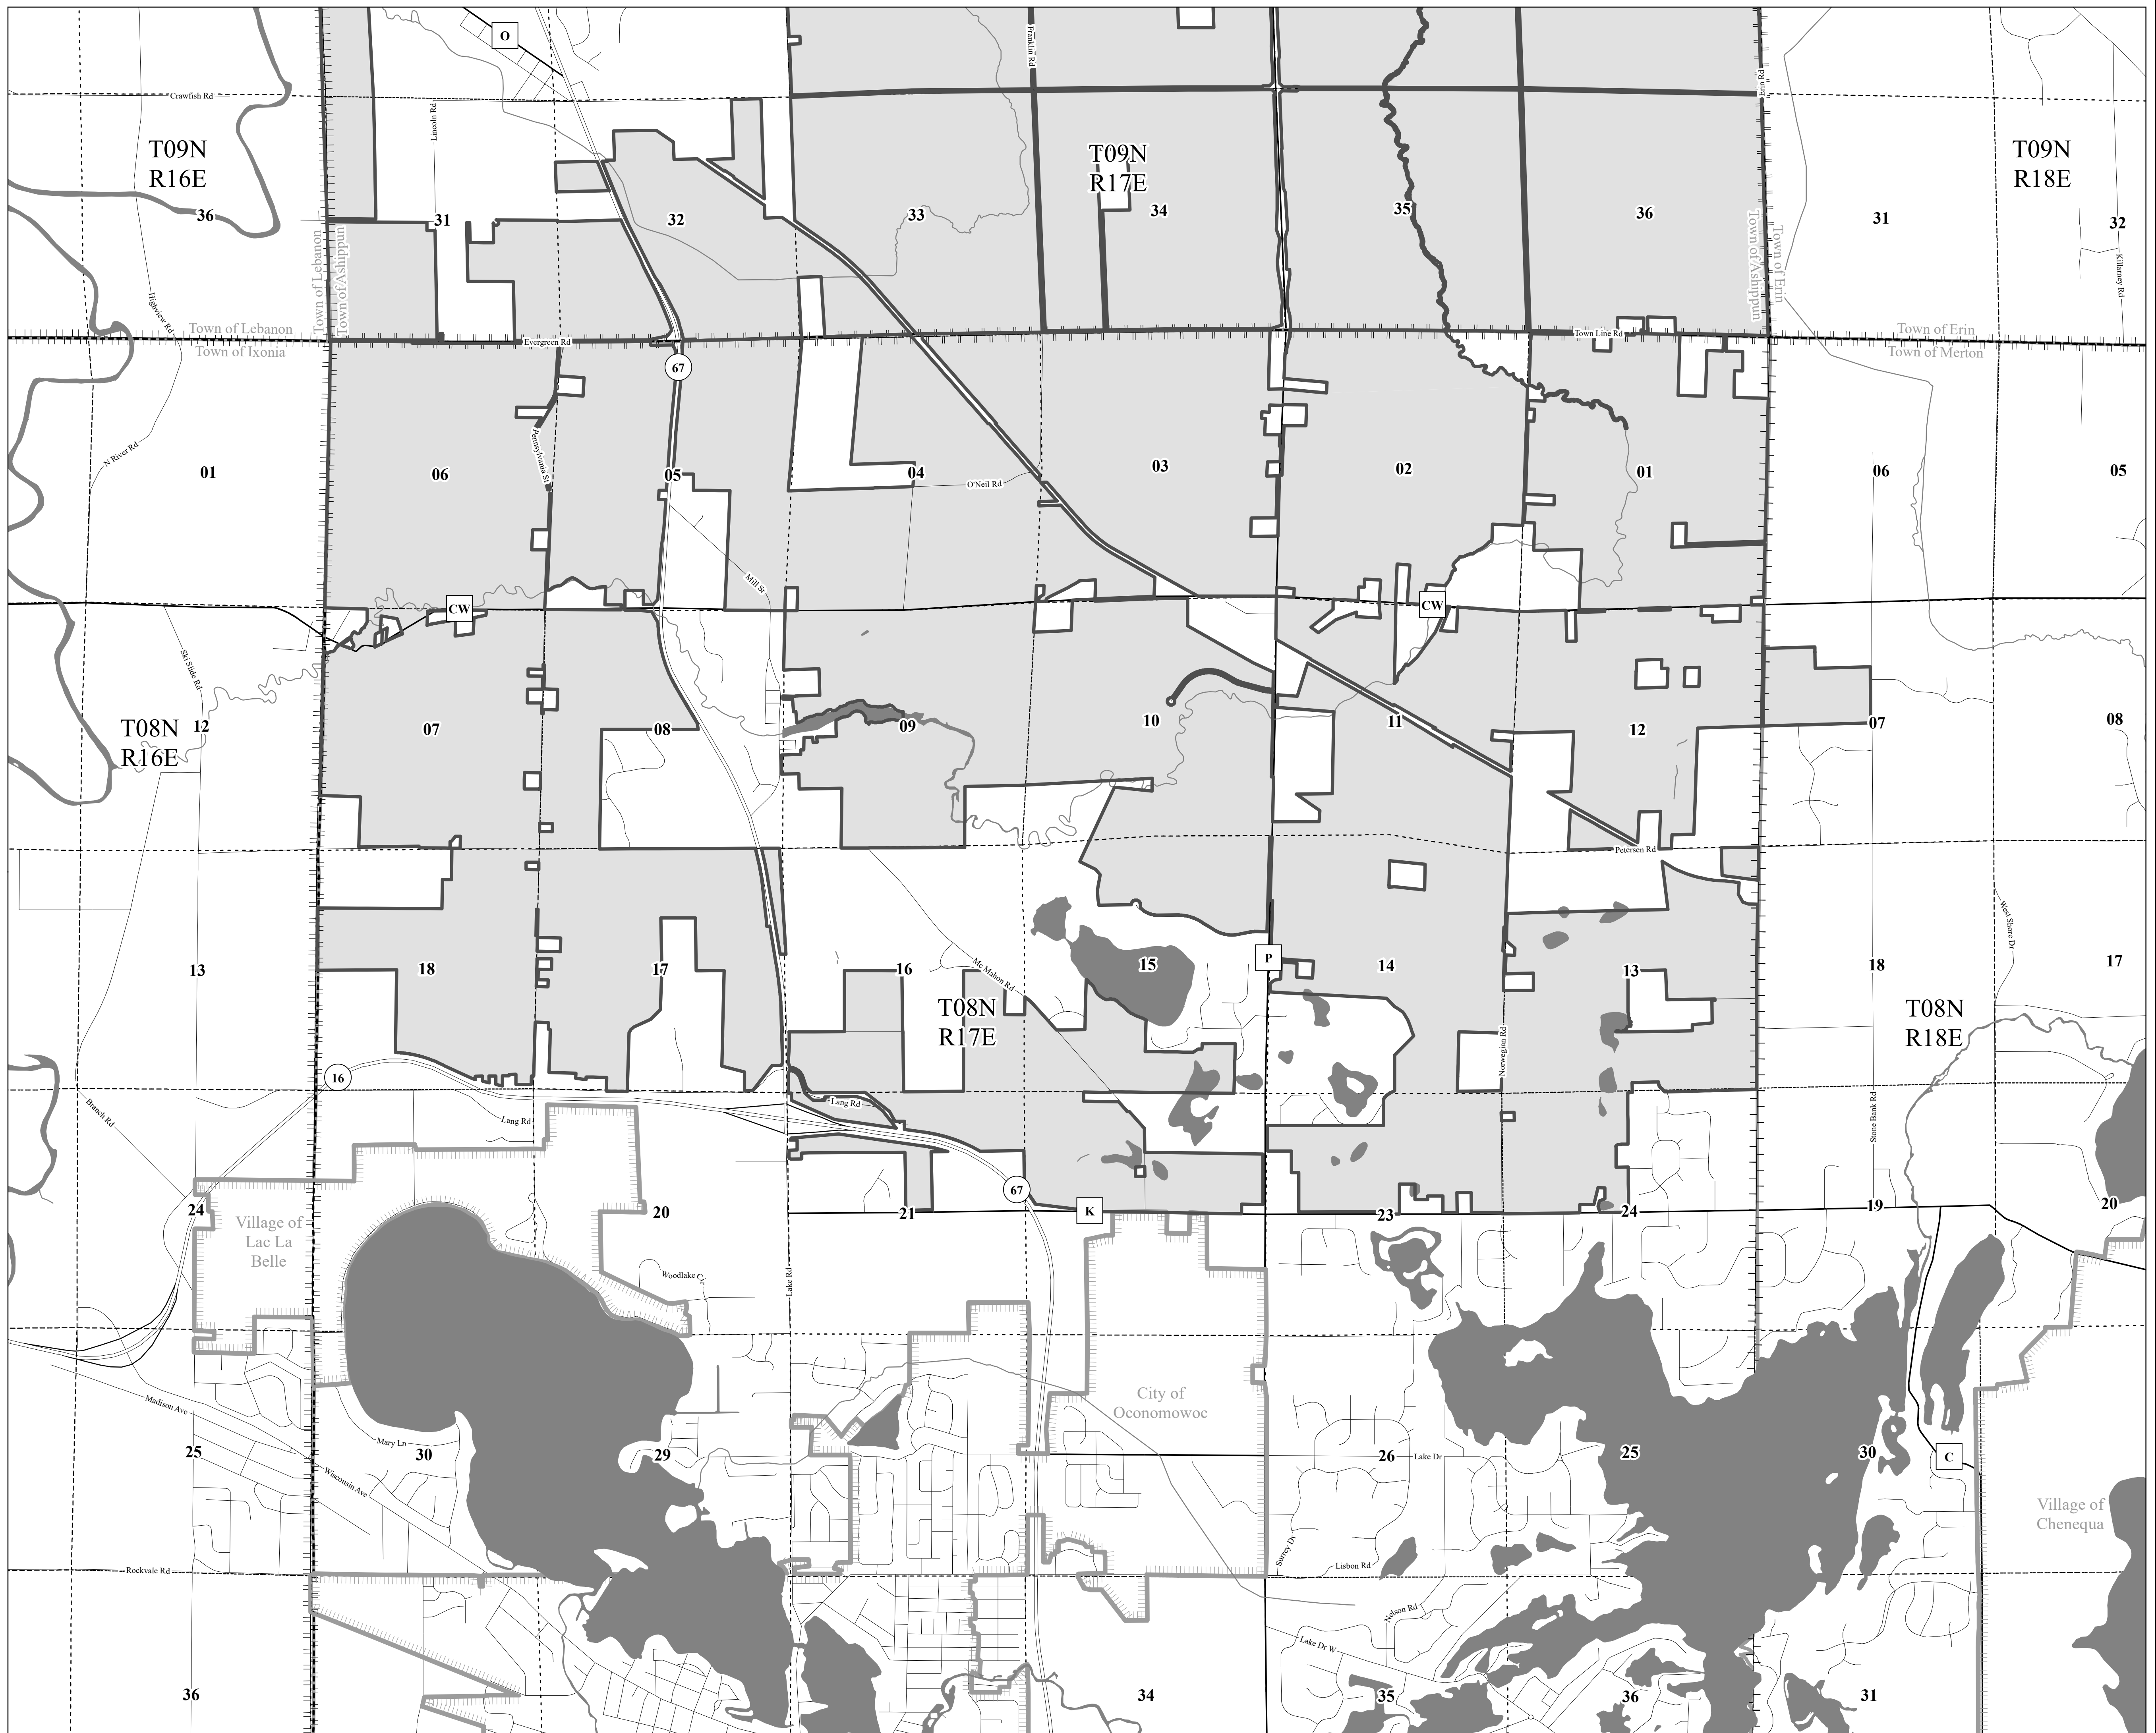 O
Franklin Rd
Erin Rd
Crawfish Rd
Lincoln Rd
T09N
R16E
T09N
R17E
T09N
R18E
36
31
32
33
34
35
36
31
32
Town of Lebanon
Town of Ashippun
Town of Ashippun
Town of Erin
Killarney Rd
Highview Rd
Town of Lebanon
Town of Ixonia
Evergreen Rd
Town Line Rd
Town of Erin
Town of Merton
67
N River Rd
Pennsylvania St
01
06
05
04
03
02
01
06
05
O'Neil Rd
Mill St
CW
CW
Ski Slide Rd
T08N
R16E
12
07
08
09
10
11
12
07
08
Petersen Rd
West Shore Dr
13
18
17
16
Mc Mahon Rd
15
P
14
13
18
17
T08N
R17E
T08N
R18E
Norwegian Rd
16
Branch Rd
Lang Rd
Lang Rd
Stone Bank Rd
67
24
20
21
K
23
24
19
20
Village of
Lac La
Belle
Woodlake Cir
Lake Rd
Madison Ave
City of
Oconomowoc
Mary Ln
25
30
29
26
Lake Dr
25
30
C
Wisconsin Ave
Village of
Chenequa
Surrey Dr
Lisbon Rd
Rockvale Rd
Nelson Rd
Lake Dr W
36
34
35
36
31